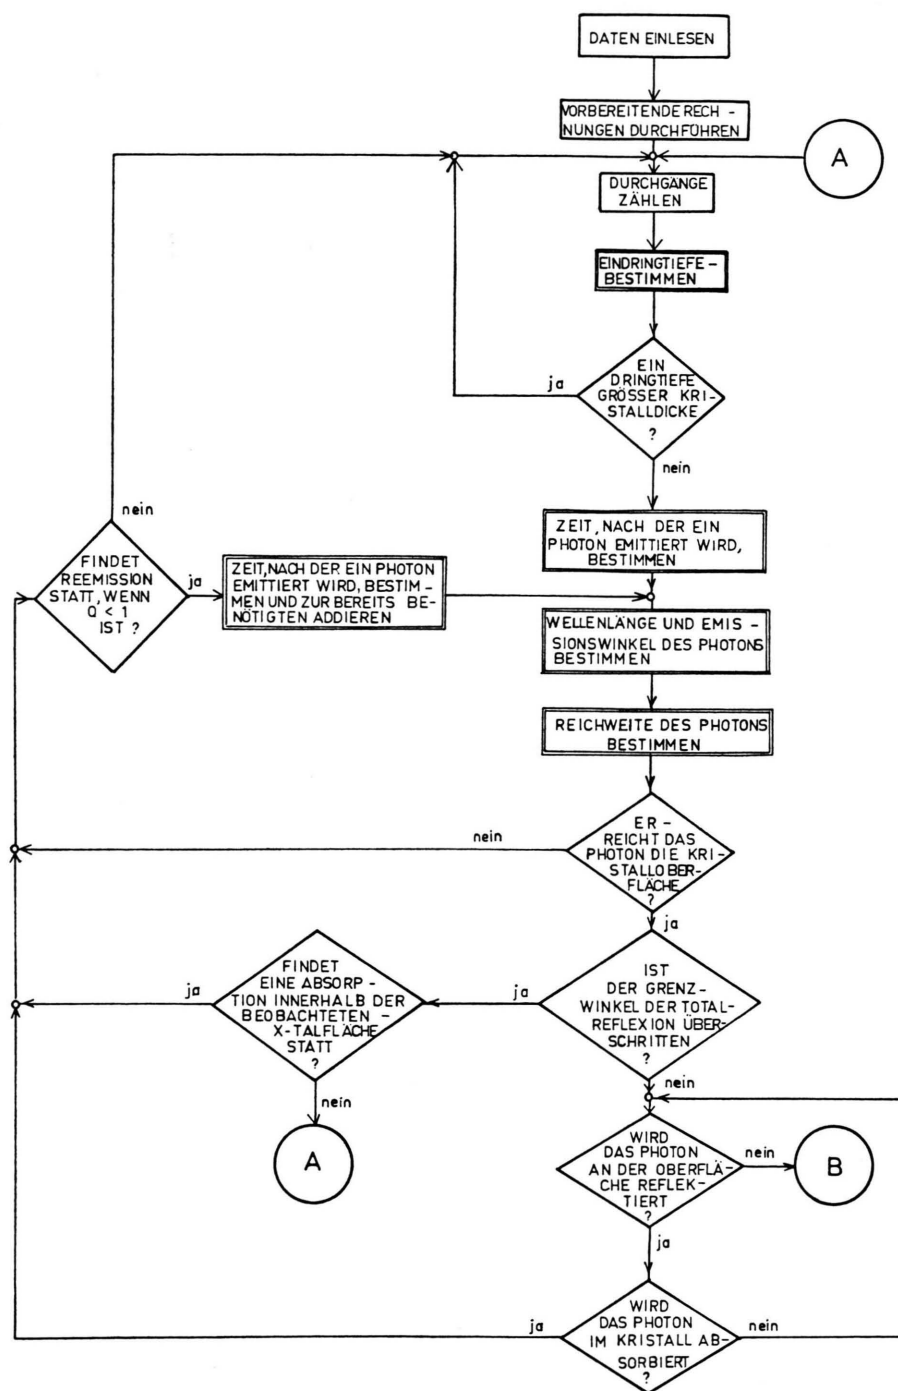 DATEN EINLESEN
VORBEREITENDE RECH -
NUNGEN DURCHFÜHREN
A
DURCHGÄNGE
ZÄHLEN
EINDRINGTIEFE -
BESTIMMEN
EIN
DRINGTIEFE
GRÖSSER KRI-
STALLDICKE
?
ja
nein
ZEIT, NACH DER EIN
PHOTON EMITTIERT WIRD,
BESTIMMEN
nein
FINDET
REEMISSION
STATT, WENN
Q < 1
IST ?
ja
ZEIT, NACH DER EIN PHOTON
EMITTIERT WIRD, BESTIM -
MEN UND ZUR BEREITS BE-
NÖTIGTEN ADDIEREN
WELLENLÄNGE UND EMIS -
SIONSWINKEL DES PHOTONS
BESTIMMEN
REICHWEITE DES PHOTONS
BESTIMMEN
ER -
REICHT DAS
PHOTON DIE KRI-
STALLOBER-
FLÄCHE
?
nein
ja
IST
DER GRENZ-
WINKEL DER TOTAL-
REFLEXION ÜBER-
SCHRITTEN
?
ja
nein
FINDET
EINE ABSORP -
TION INNERHALB DER
BEOBACHTETEN -
X-TALFLÄCHE
STATT
?
ja
nein
A
WIRD
DAS PHOTON
AN DER OBERFLÄ-
CHE REFLEK-
TIERT
?
nein
B
ja
WIRD
DAS PHOTON
IM KRISTALL AB-
SORBIERT
?
ja
nein